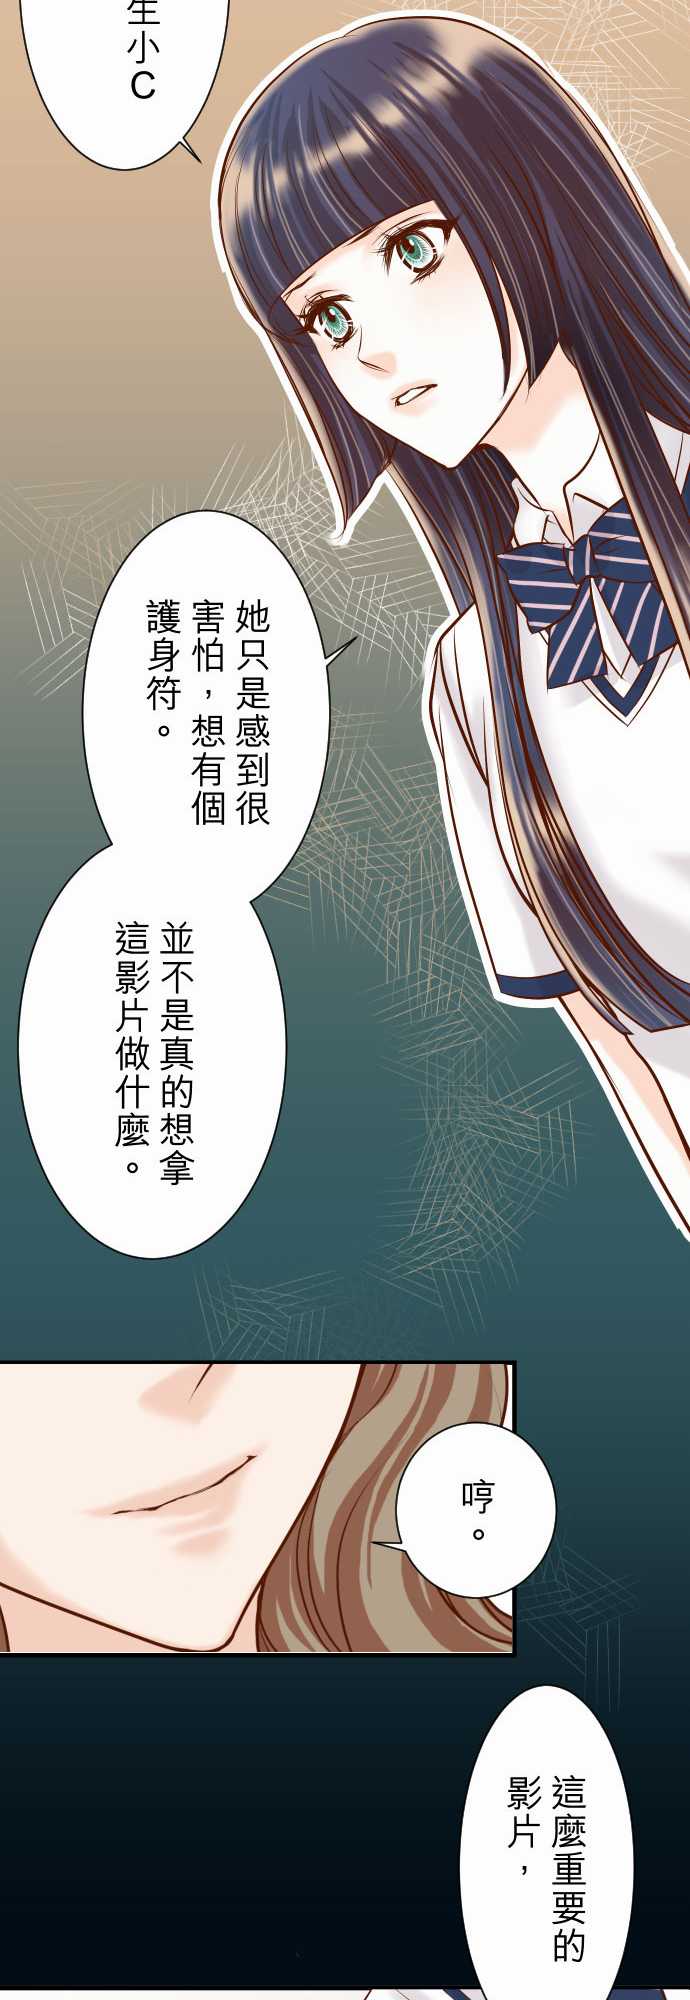 生小C
她只是感到很
害怕，想有個
護身符。
並不是真的想拿
這影片做什麼。
哼。
這麼重要的
影片，